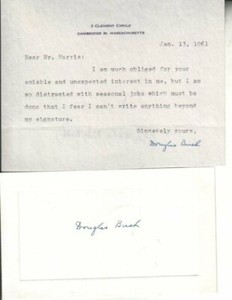 3 CLEMENT CIRCLE
CAMBRIDGE 38, MASSACHUSETTS
Jan. 13, 1961
Dear Mr. Harris:
I am much obliged for your
amiable and unexpected interest in me, but I am
so distracted with seasonal jobs which must be
done that I fear I can't write anything beyond
my signature.
Sincerely yours,
Douglas Bush
Douglas Bush